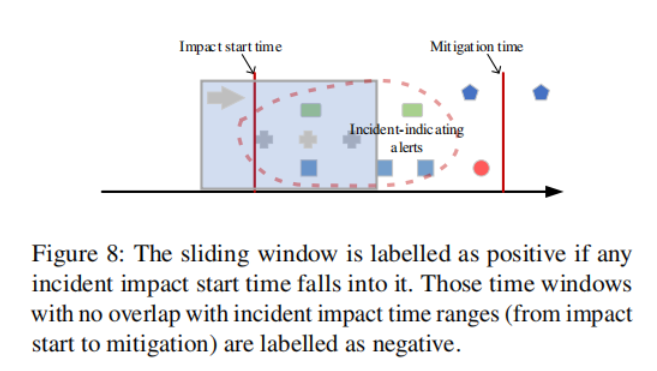 Impact start time
Mitigation time
Incident-indicating
alerts
Figure 8: The sliding window is labelled as positive if any
incident impact start time falls into it. Those time windows
with no overlap with incident impact time ranges (from impact
start to mitigation) are labelled as negative.